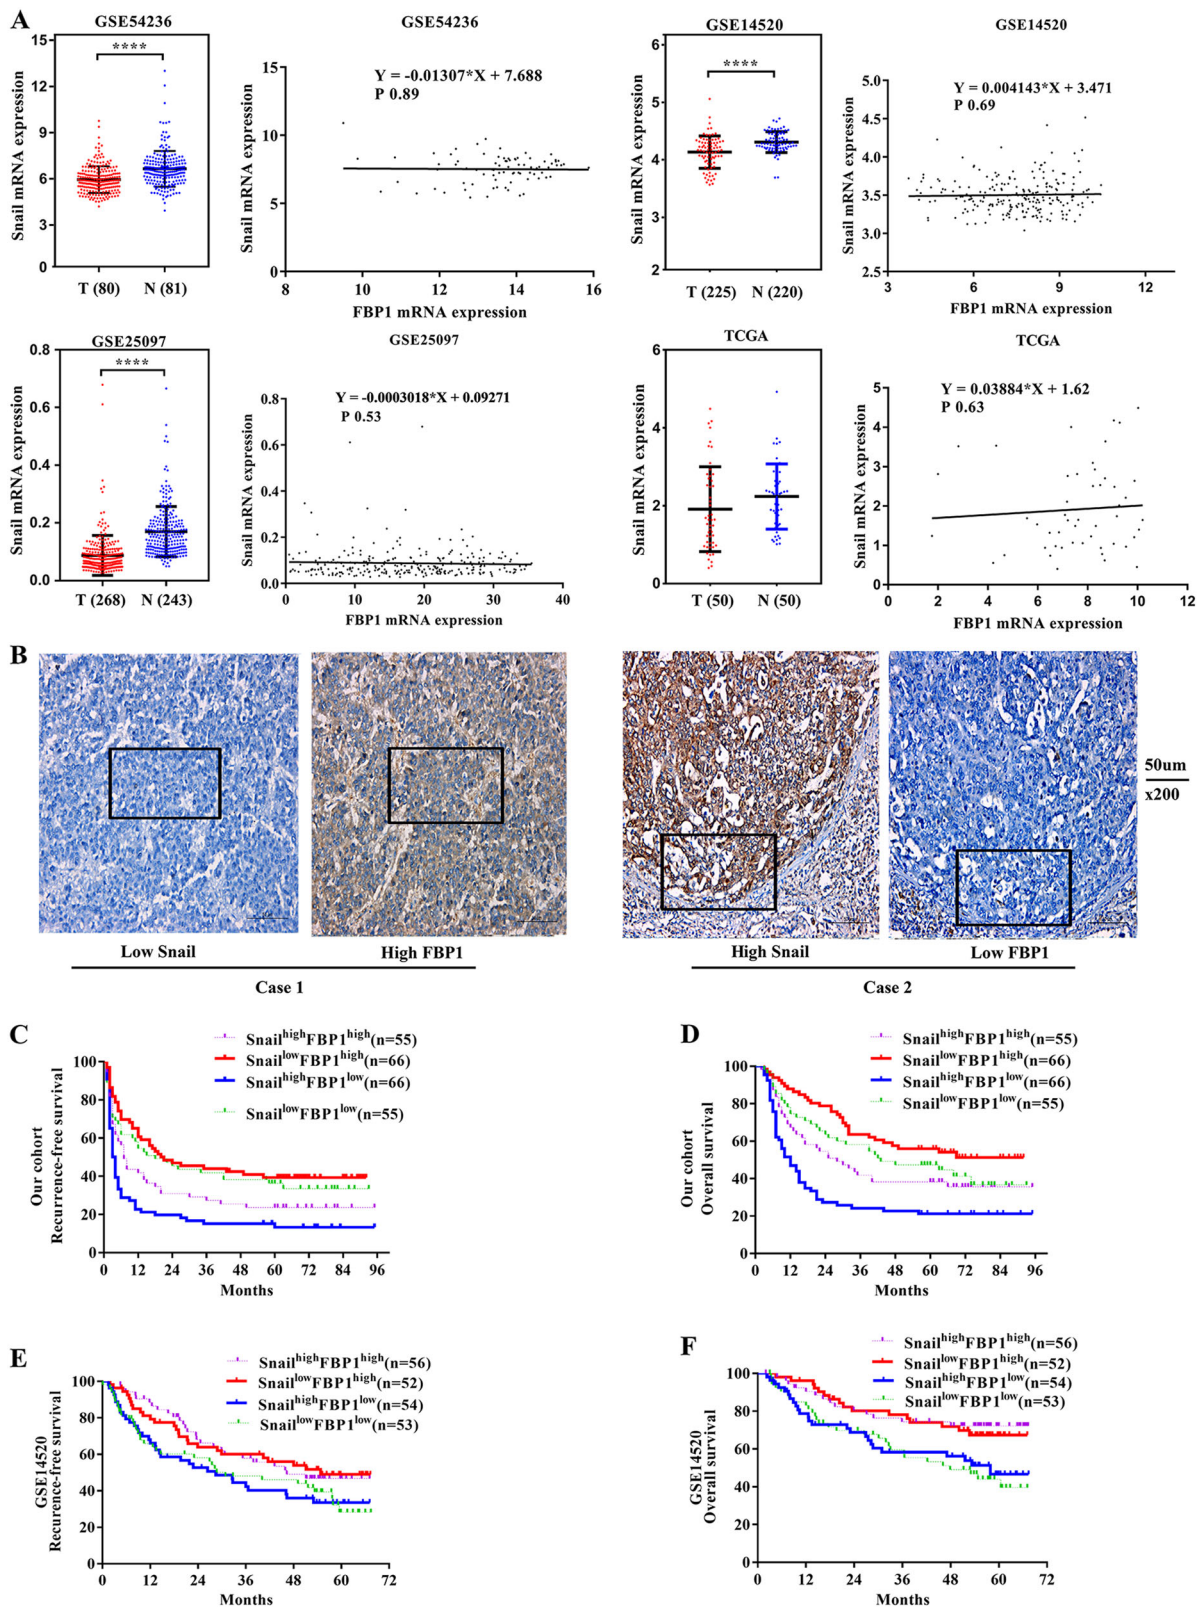 A
GSE54236
Snail mRNA expression
15
12
9
6
3
0
****
T (80)
N (81)
GSE54236
Snail mRNA expression
15
10
5
0
Y = -0.01307*X + 7.688
P 0.89
8
10
12
14
16
FBP1 mRNA expression
GSE14520
Snail mRNA expression
6
5
4
3
2
****
T (225)
N (220)
GSE14520
Snail mRNA expression
5.0
4.5
4.0
3.5
3.0
2.5
Y = 0.004143*X + 3.471
P 0.69
3
6
9
12
FBP1 mRNA expression
GSE25097
Snail mRNA expression
0.8
0.6
0.4
0.2
0.0
****
T (268)
N (243)
GSE25097
Snail mRNA expression
0.8
0.6
0.4
0.2
0.0
Y = -0.0003018*X + 0.09271
P 0.53
0
10
20
30
40
FBP1 mRNA expression
TCGA
Snail mRNA expression
6
4
2
0
T (50)
N (50)
TCGA
Snail mRNA expression
5
4
3
2
1
0
Y = 0.03884*X + 1.62
P 0.63
0
2
4
6
8
10
12
FBP1 mRNA expression
B
50um
x200
Low Snail
High FBP1
Case 1
High Snail
Low FBP1
Case 2
C
Snailhigh FBP1high(n=55)
Snaillow FBP1high(n=66)
Snailhigh FBP1low(n=66)
Snaillow FBP1low(n=55)
Our cohort
Recurrence-free survival
100
80
60
40
20
0
0 12 24 36 48 60 72 84 96
Months
D
Snailhigh FBP1high(n=55)
Snaillow FBP1high(n=66)
Snailhigh FBP1low(n=66)
Snaillow FBP1low(n=55)
Our cohort
Overall survival
100
80
60
40
20
0
0 12 24 36 48 60 72 84 96
Months
E
Snailhigh FBP1high(n=56)
Snaillow FBP1high(n=52)
Snailhigh FBP1low(n=54)
Snaillow FBP1low(n=53)
GSE14520
Recurence-free survival
100
80
60
40
20
0
0 12 24 36 48 60 72
Months
F
Snailhigh FBP1high(n=56)
Snaillow FBP1high(n=52)
Snailhigh FBP1low(n=54)
Snaillow FBP1low(n=53)
GSE14520
Overall survival
100
80
60
40
20
0
0 12 24 36 48 60 72
Months